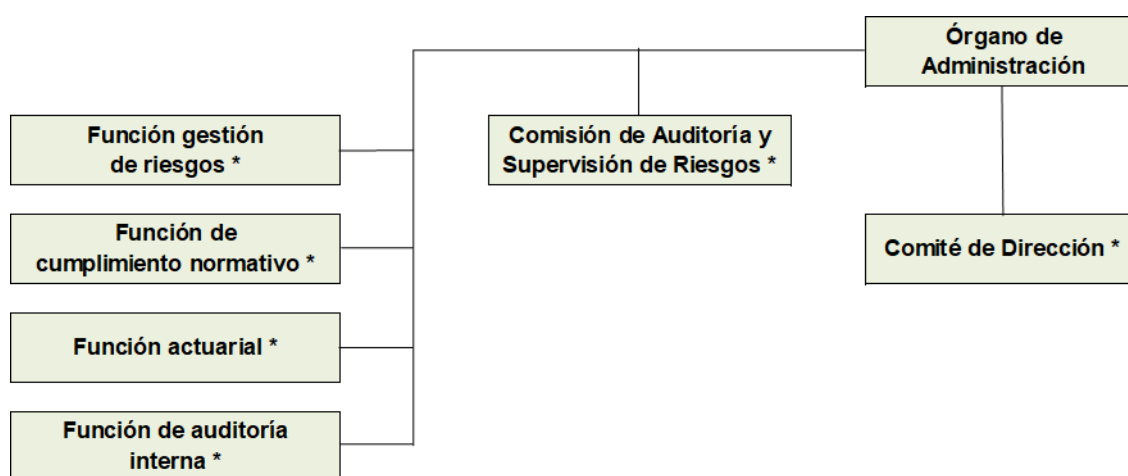 Órgano de
Administración
Función gestión
de riesgos *
Comisión de Auditoría y
Supervisión de Riesgos *
Función de
cumplimiento normativo *
Comité de Dirección *
Función actuarial *
Función de auditoría
interna *